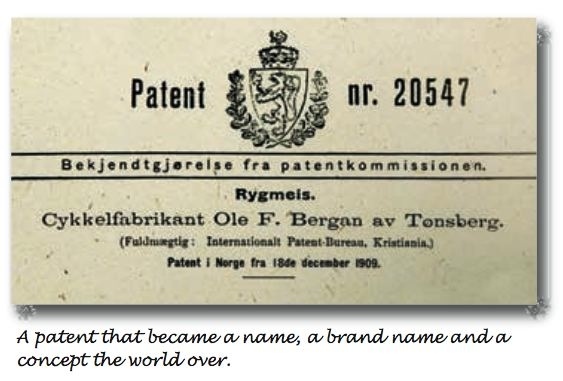 Patent nr. 20547
Bekjendtgjørelse fra patentkommissionen.
Rygmeis.
Cykkelfabrikant Ole F. Bergan av Tønsberg.
(Fuldmægtig: Internationalt Patent-Bureau, Kristiania.)
Patent i Norge fra 18de december 1909.
A patent that became a name, a brand name and a
concept the world over.